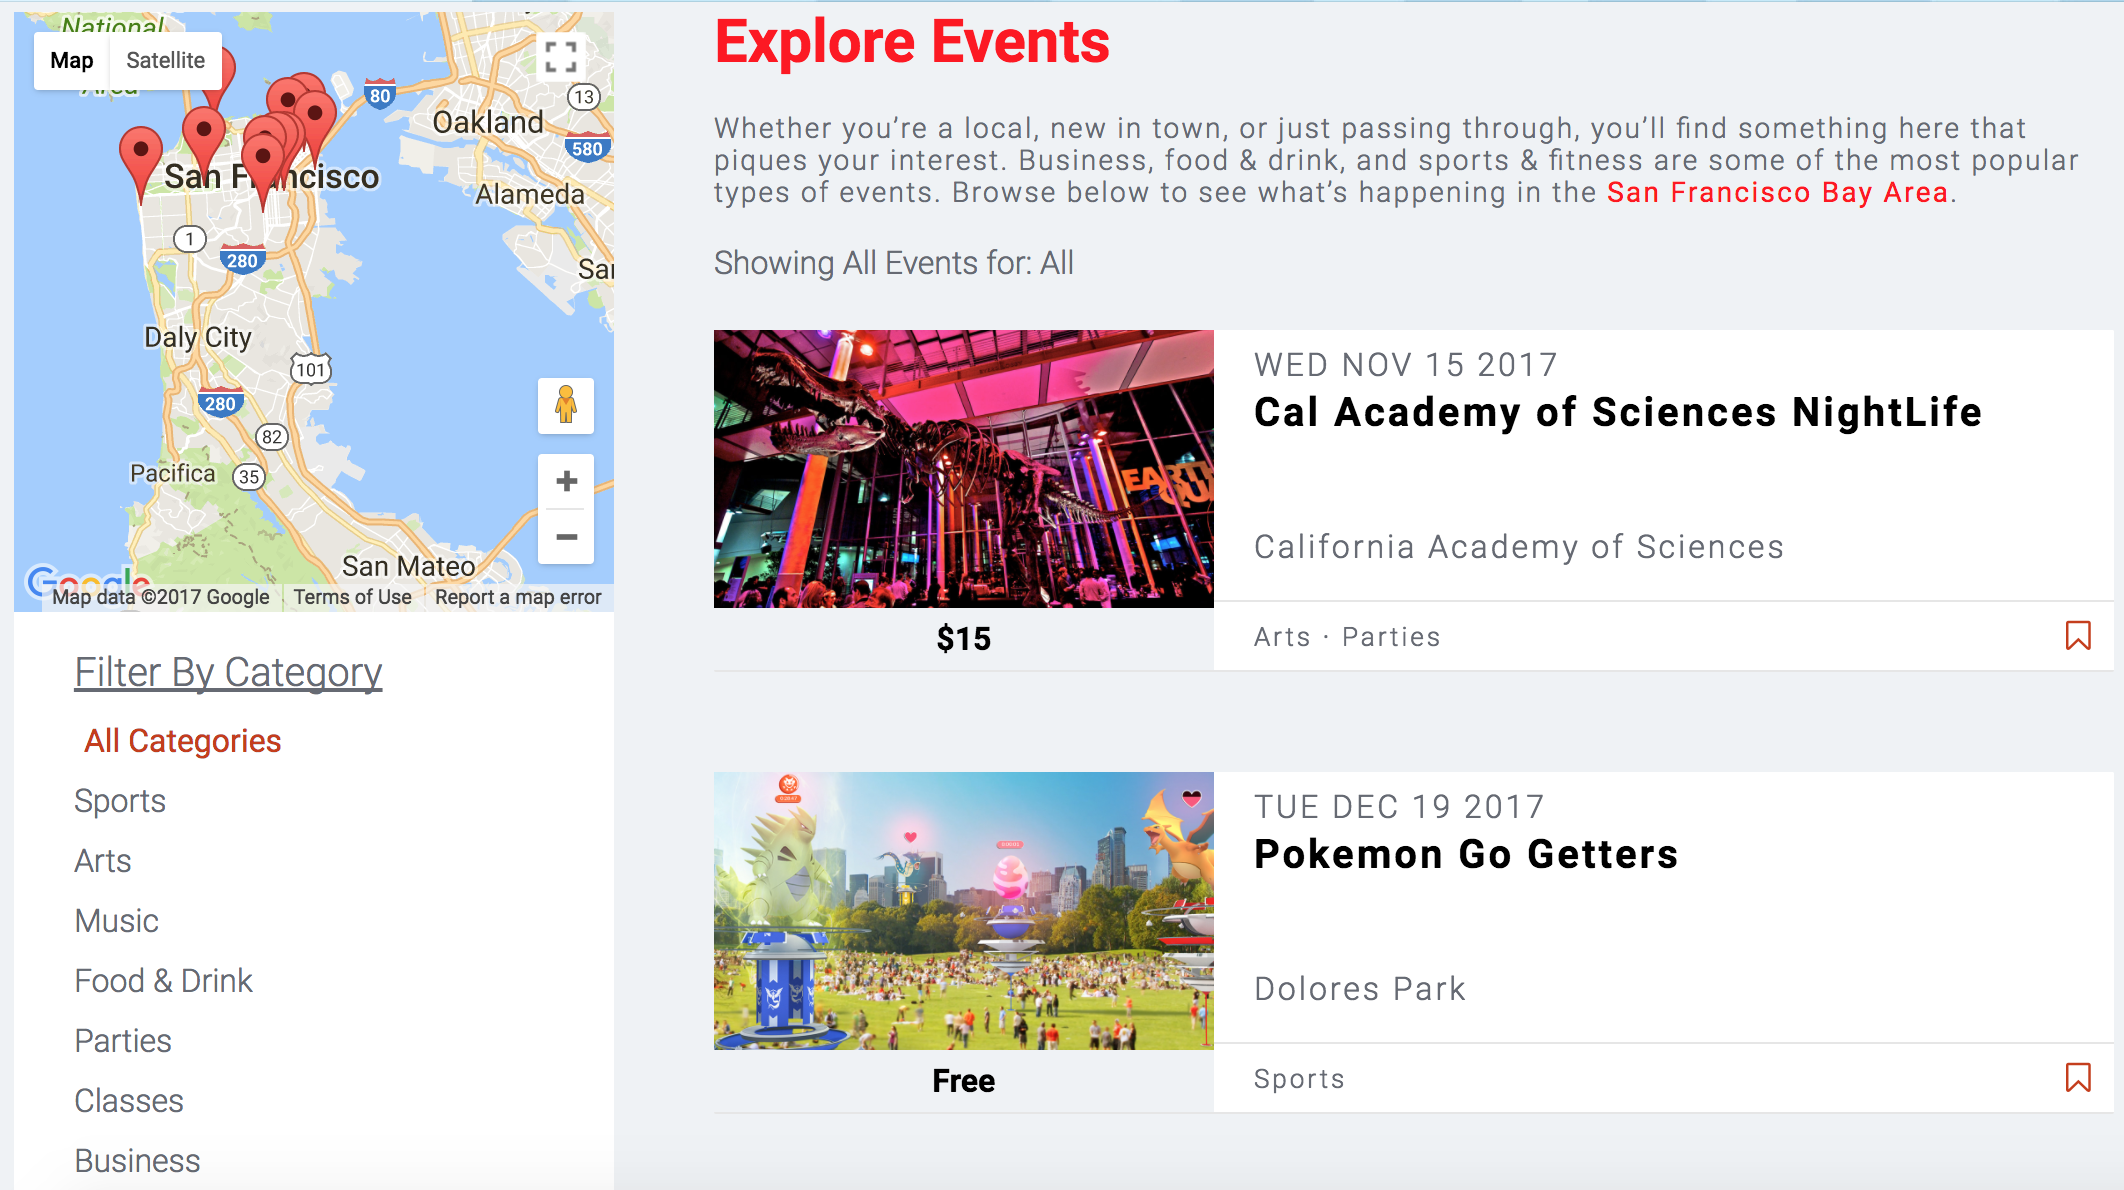 National
Area
Map Satellite
80
13
Oakland
580
San Francisco
Alameda
1
280
Daly City
101
280
82
Pacifica
35
San Mateo
Google
Map data ©2017 Google Terms of Use Report a map error
Filter By Category
All Categories
Sports
Arts
Music
Food & Drink
Parties
Classes
Business
Explore Events
Whether you're a local, new in town, or just passing through, you'll find something here that
piques your interest. Business, food & drink, and sports & fitness are some of the most popular
types of events. Browse below to see what's happening in the San Francisco Bay Area.
Showing All Events for: All
EARTH
QU
WED NOV 15 2017
Cal Academy of Sciences NightLife
California Academy of Sciences
$15
Arts · Parties
TUE DEC 19 2017
Pokemon Go Getters
Dolores Park
Free
Sports